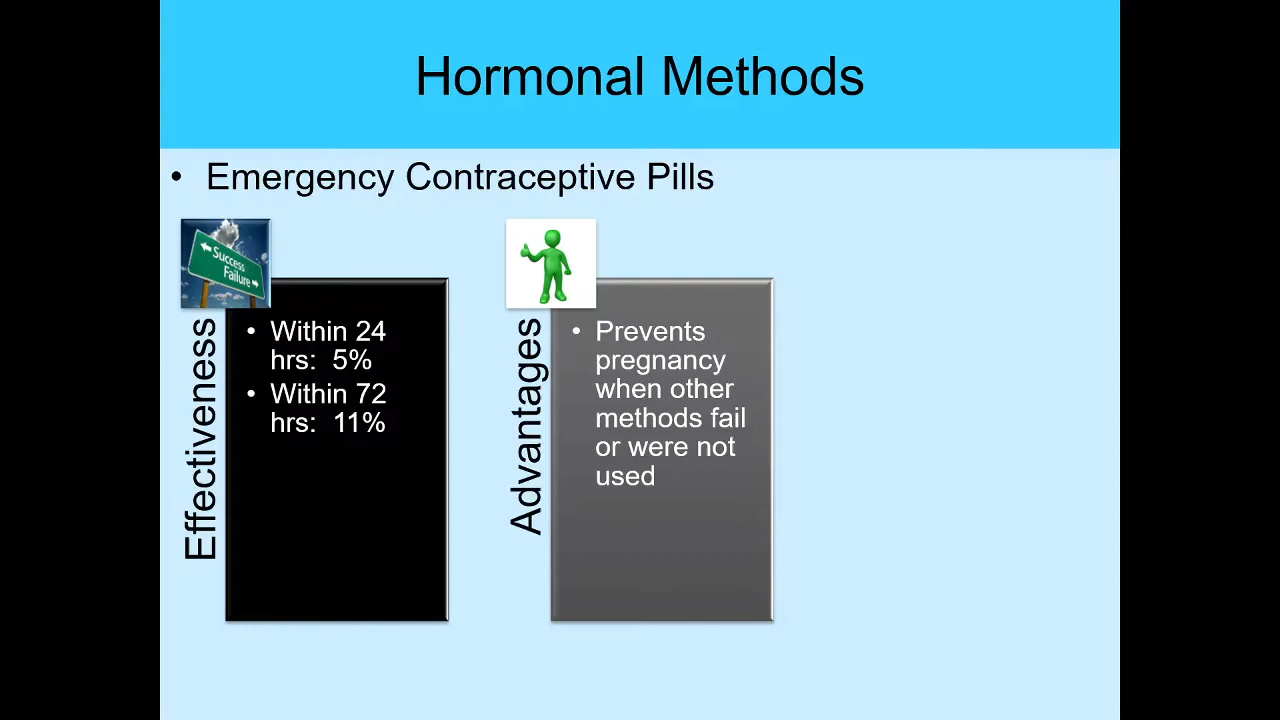 Hormonal Methods
• Emergency Contraceptive Pills
Success
Failure
Effectiveness
• Within 24
hrs: 5%
• Within 72
hrs: 11%
Advantages
• Prevents
pregnancy
when other
methods fail
or were not
used